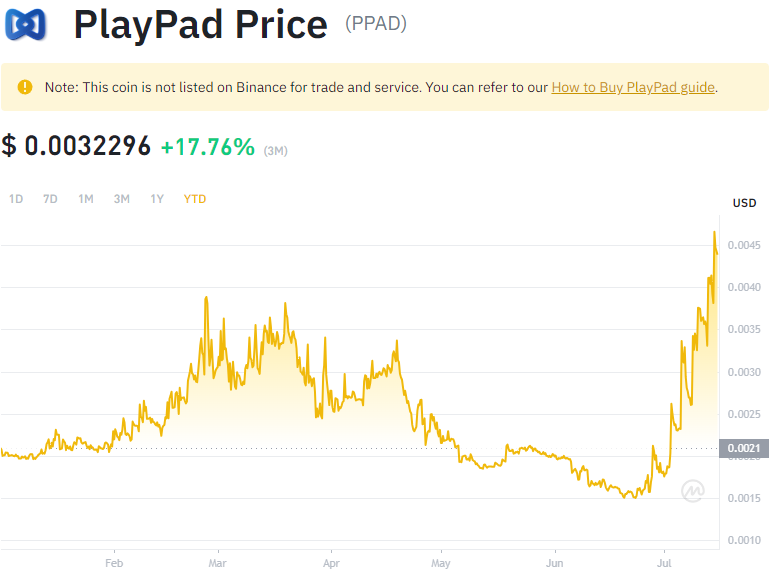 PlayPad Price (PPAD)
Note: This coin is not listed on Binance for trade and service. You can refer to our How to Buy PlayPad guide.
$ 0.0032296 +17.76% (3M)
1D 7D 1M 3M 1Y YTD
USD
0.0045
0.0040
0.0035
0.0030
0.0025
0.0021
0.0020
0.0015
0.0010
Feb Mar Apr May Jun Jul